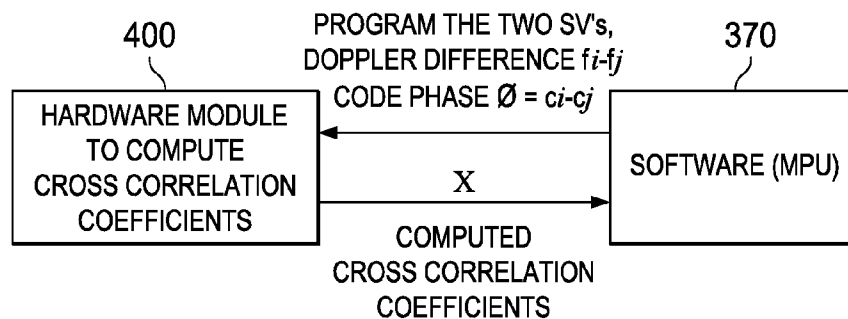 400
PROGRAM THE TWO SV's,
DOPPLER DIFFERENCE fi-fj
CODE PHASE Ø = ci-cj
370
HARDWARE MODULE
TO COMPUTE
CROSS CORRELATION
COEFFICIENTS
X
COMPUTED
CROSS CORRELATION
COEFFICIENTS
SOFTWARE (MPU)